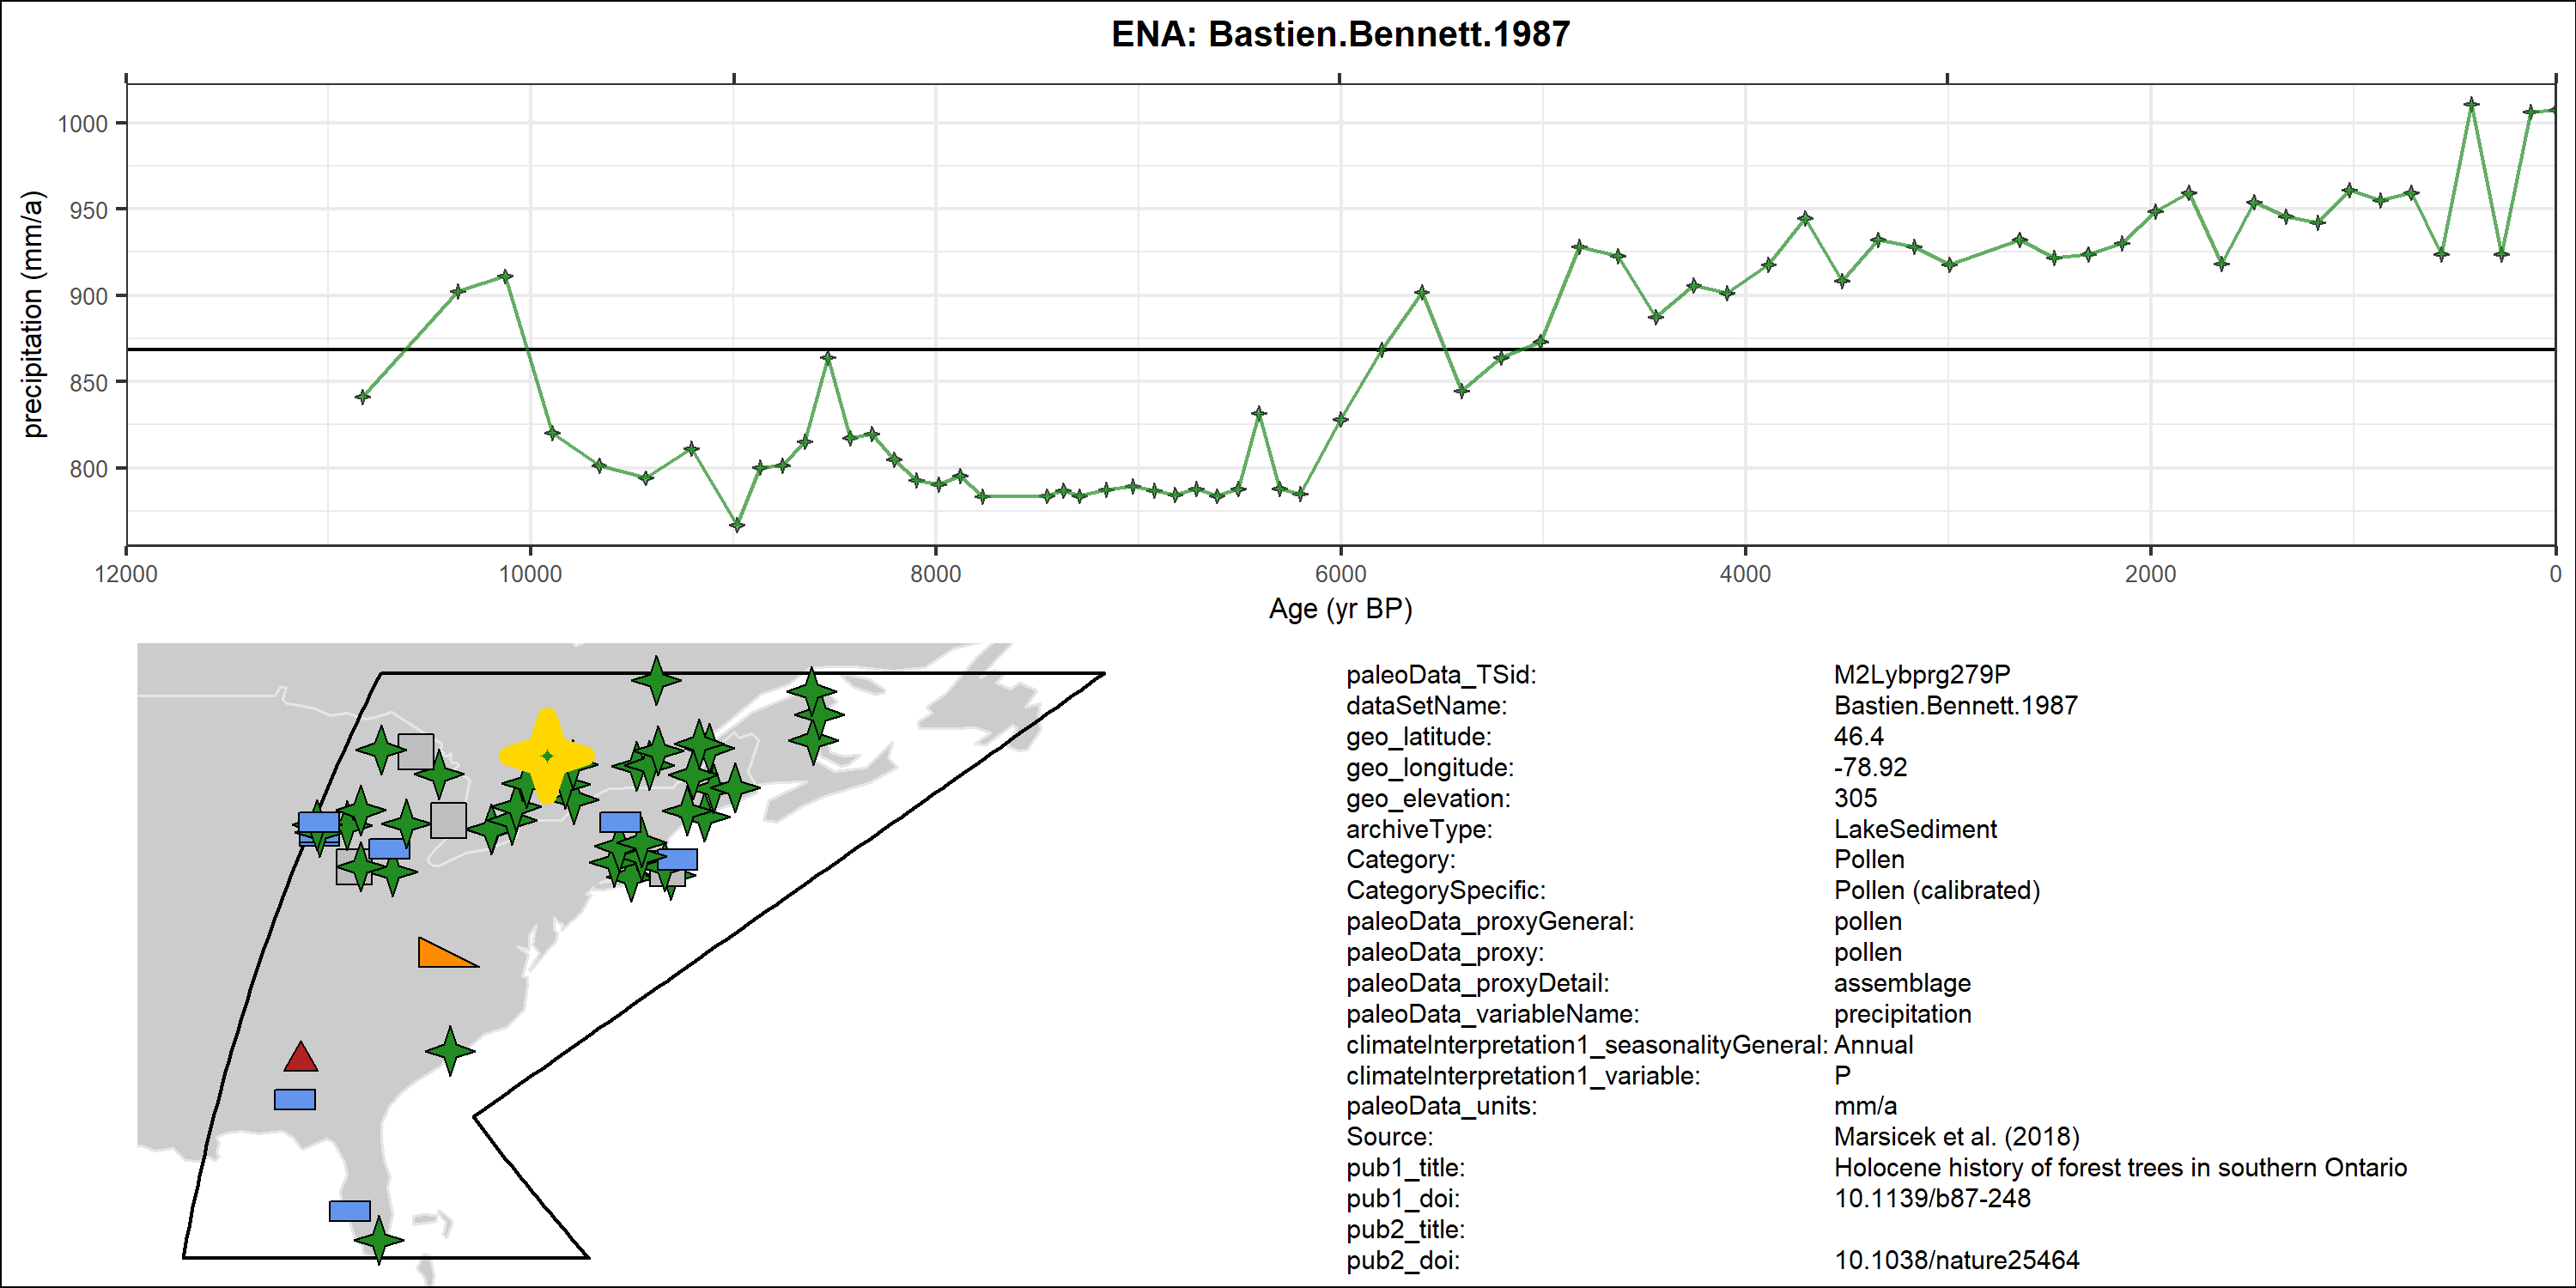 ENA: Bastien.Bennett.1987
precipitation (mm/a)
1000
950
900
850
800
12000 10000 8000 6000 4000 2000 0
Age (yr BP)
paleoData_TSid: M2Lybprg279P
dataSetName: Bastien.Bennett.1987
geo_latitude: 46.4
geo_longitude: -78.92
geo_elevation: 305
archiveType: LakeSediment
Category: Pollen
CategorySpecific: Pollen (calibrated)
paleoData_proxyGeneral: pollen
paleoData_proxy: pollen
paleoData_proxyDetail: assemblage
paleoData_variableName: precipitation
climateInterpretation1_seasonalityGeneral: Annual
climateInterpretation1_variable: P
paleoData_units: mm/a
Source: Marsicek et al. (2018)
pub1_title: Holocene history of forest trees in southern Ontario
pub1_doi: 10.1139/b87-248
pub2_title:
pub2_doi: 10.1038/nature25464